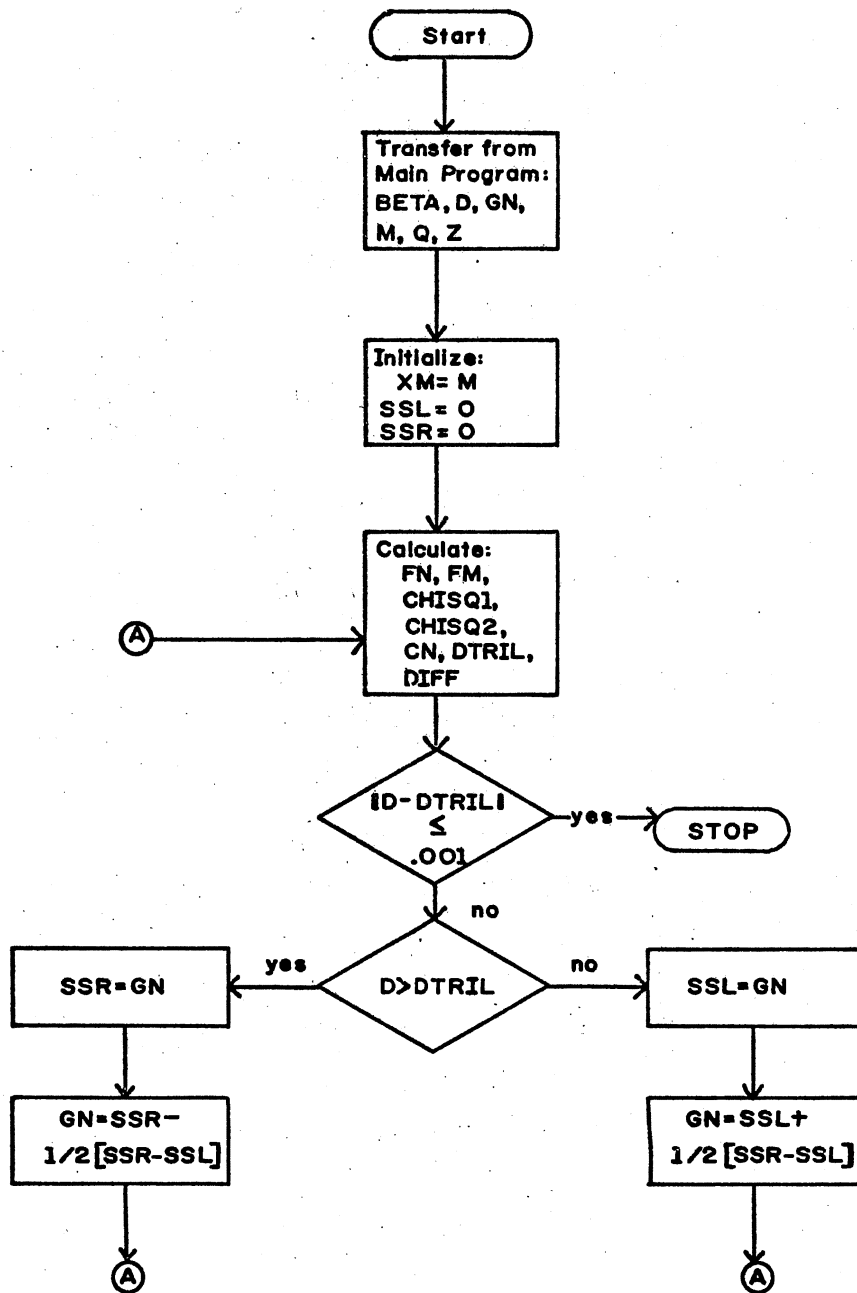 Start
Transfer from
Main Program:
BETA, D, GN,
M, Q, Z
Initialize:
XM= M
SSL= O
SSR= O
Calculate:
FN, FM,
CHISQ1,
CHISQ2,
CN, DTRIL,
DIFF
A
|D-DTRIL|
≤
.001
yes
STOP
no
D>DTRIL
yes
no
SSR=GN
SSL=GN
GN=SSR-
1/2[SSR-SSL]
GN=SSL+
1/2[SSR-SSL]
A
A